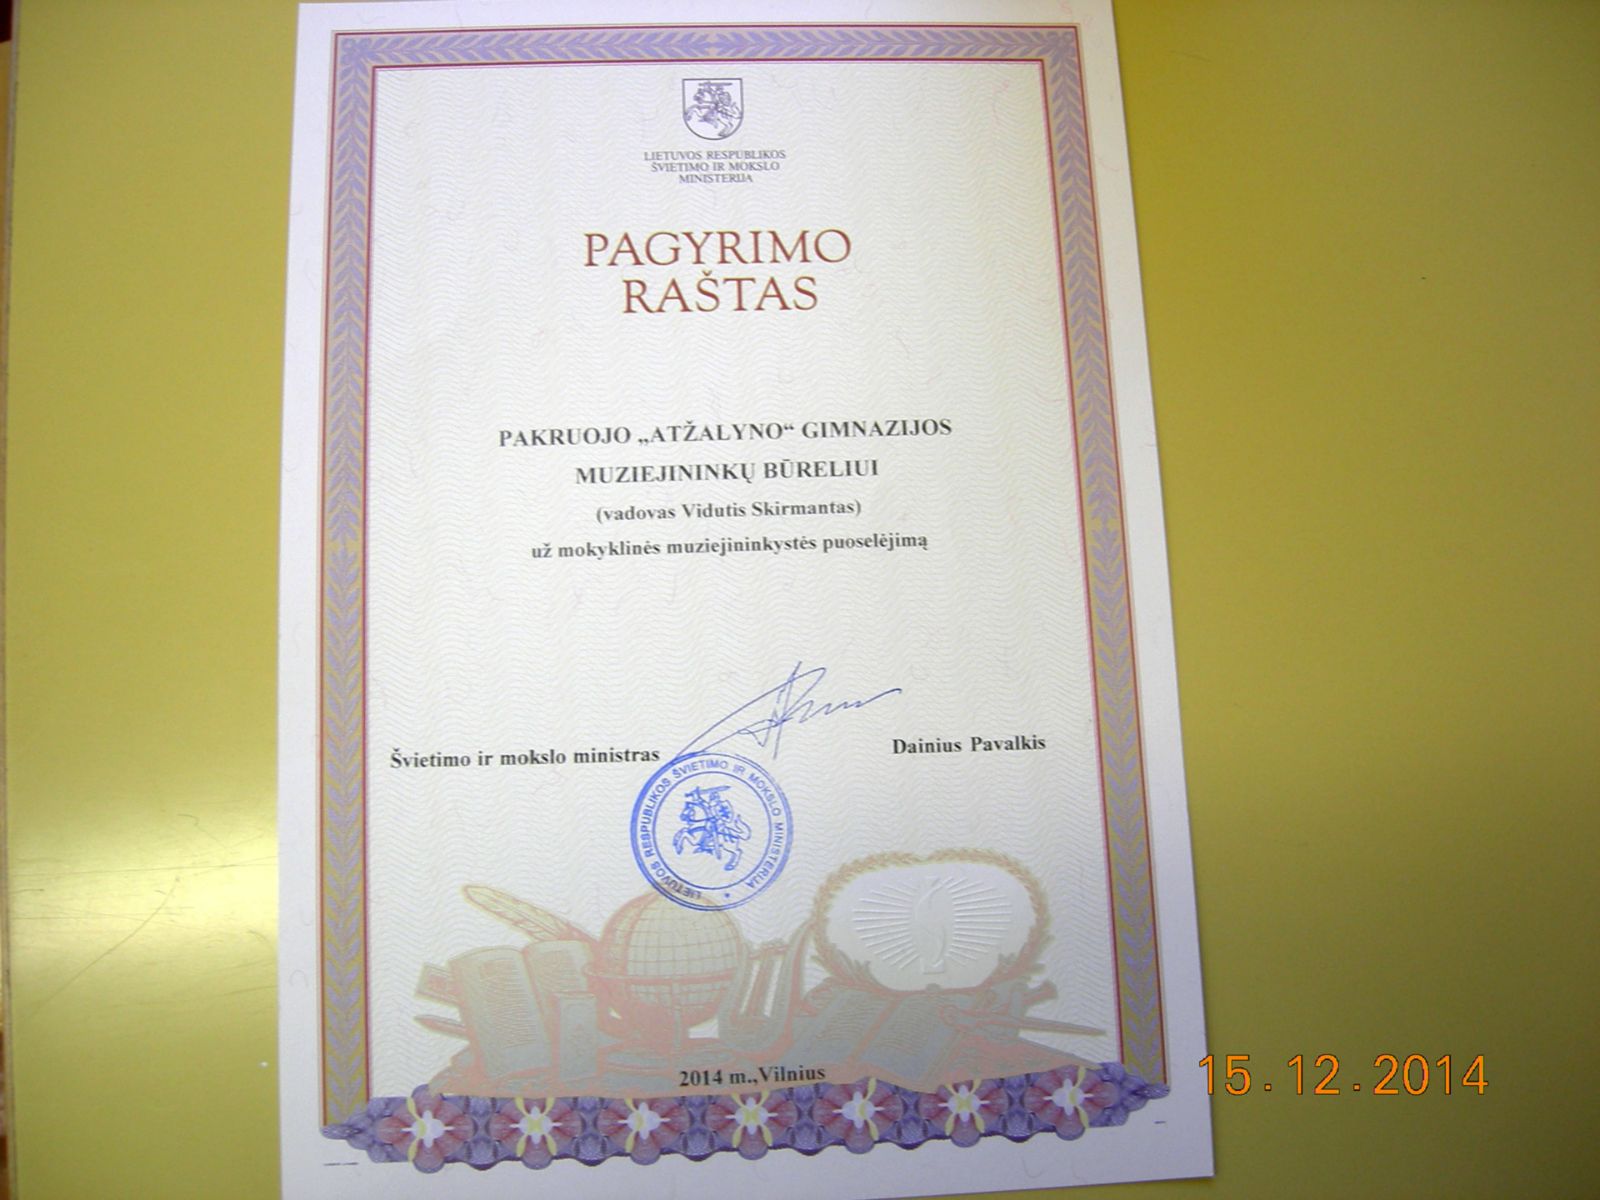 LIETUVOS RESPUBLIKOS
ŠVIETIMO IR MOKSLO
MINISTERIJA
PAGYRIMO
RAŠTAS
PAKRUOJO „ATŽALYNO“ GIMNAZIJOS
MUZIEJININKŲ BŪRELIUI
(vadovas Vidutis Skirmantas)
už mokyklinės muziejininkystės puoselėjimą
Švietimo ir mokslo ministras
Dainius Pavalkis
LIETUVOS RESPUBLIKOS ŠVIETIMO IR MOKSLO MINISTERIJA
2014 m.,Vilnius
15.12.2014